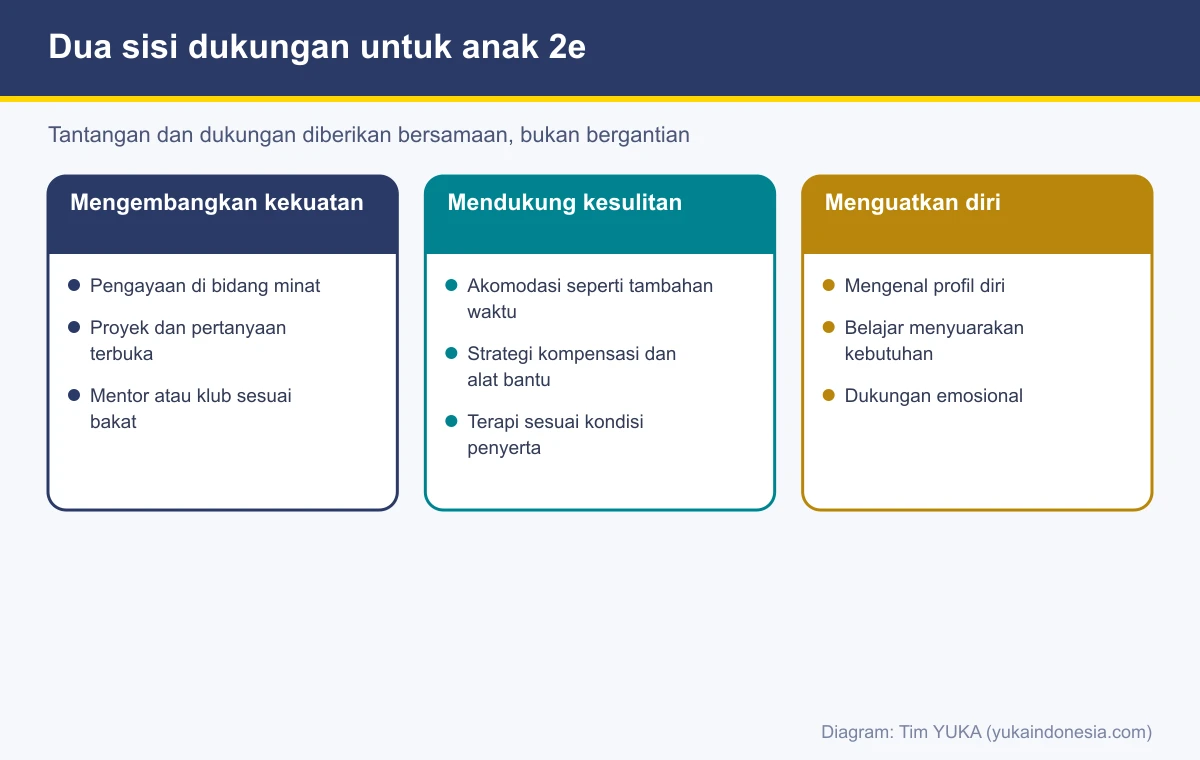 Dua sisi dukungan untuk anak 2e
Tantangan dan dukungan diberikan bersamaan, bukan bergantian
Mengembangkan kekuatan
Pengayaan di bidang minat
Proyek dan pertanyaan
terbuka
Mentor atau klub sesuai
bakat
Mendukung kesulitan
Akomodasi seperti tambahan
waktu
Strategi kompensasi dan
alat bantu
Terapi sesuai kondisi
penyerta
Menguatkan diri
Mengenal profil diri
Belajar menyuarakan
kebutuhan
Dukungan emosional
Diagram: Tim YUKA (yukaindonesia.com)